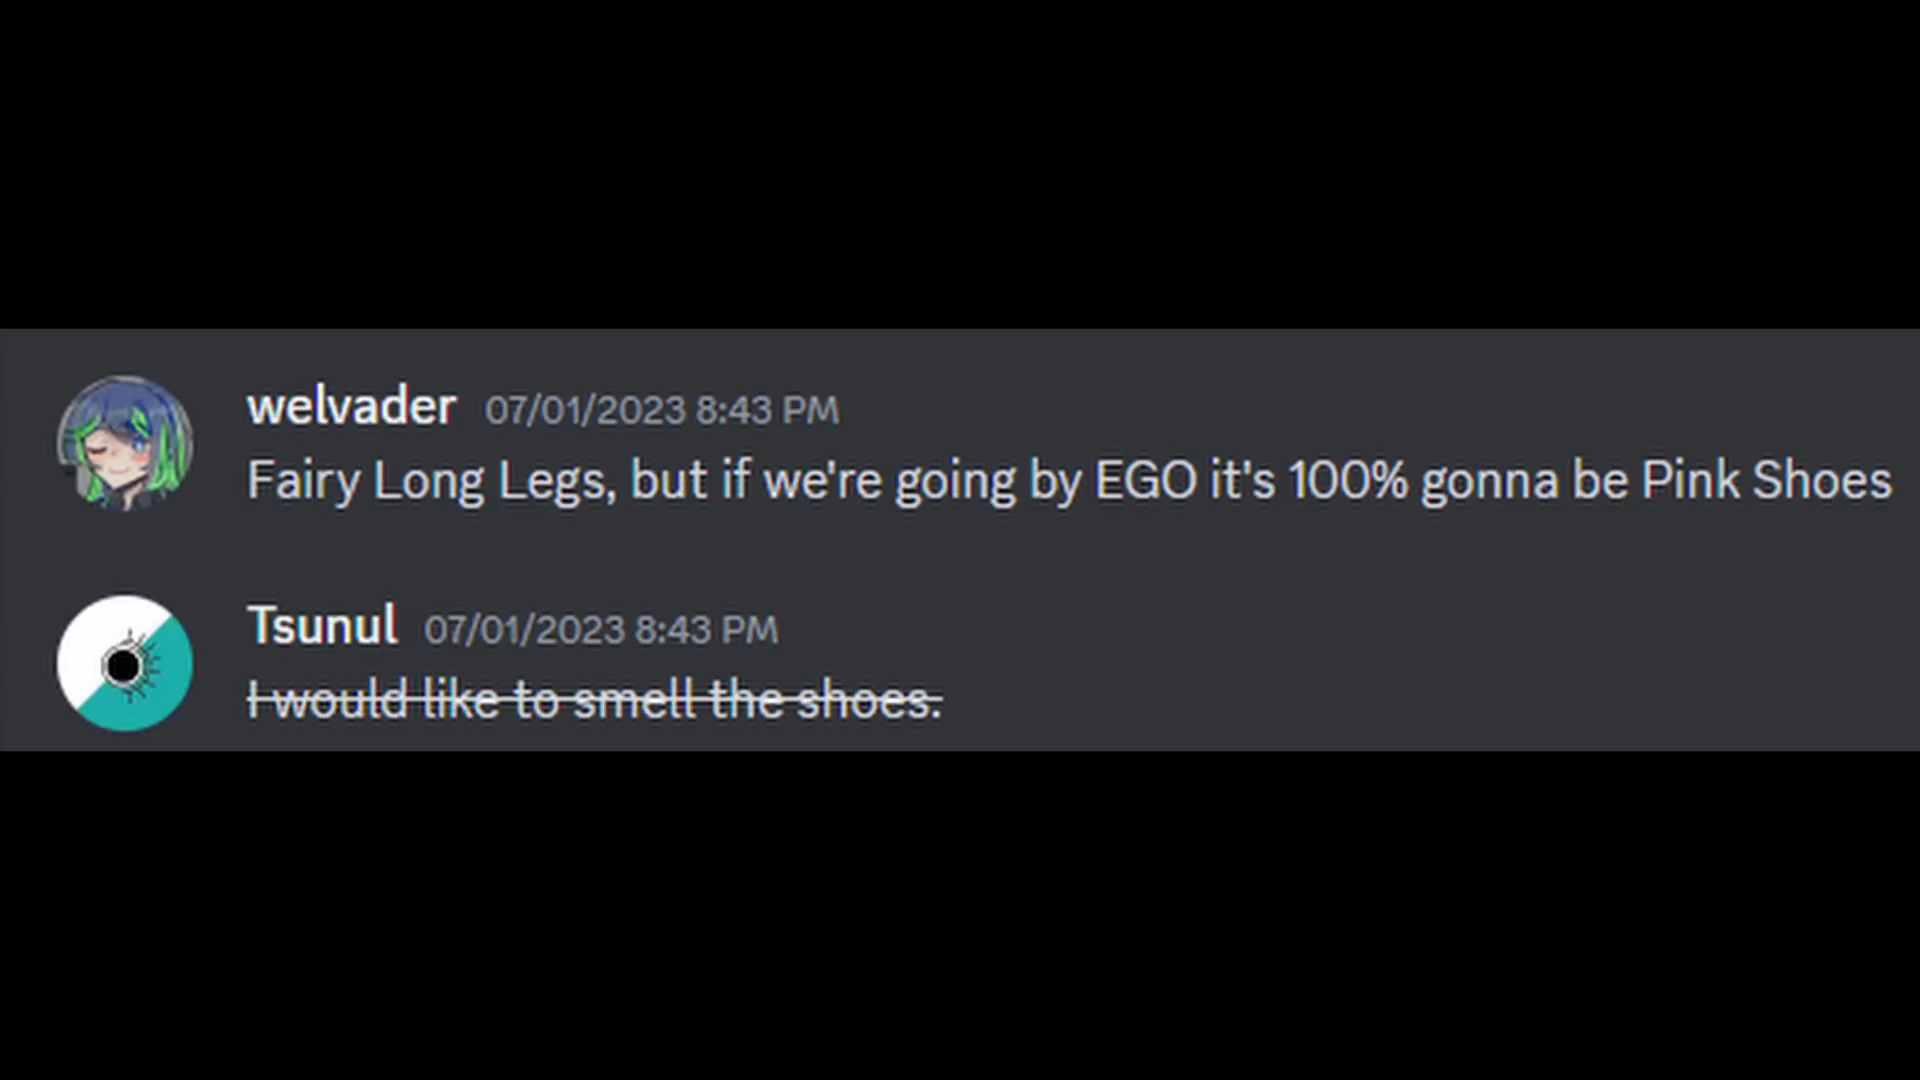 welvader 07/01/2023 8:43 PM
Fairy Long Legs, but if we're going by EGO it's 100% gonna be Pink Shoes
Tsunul 07/01/2023 8:43 PM
I would like to smell the shoes.